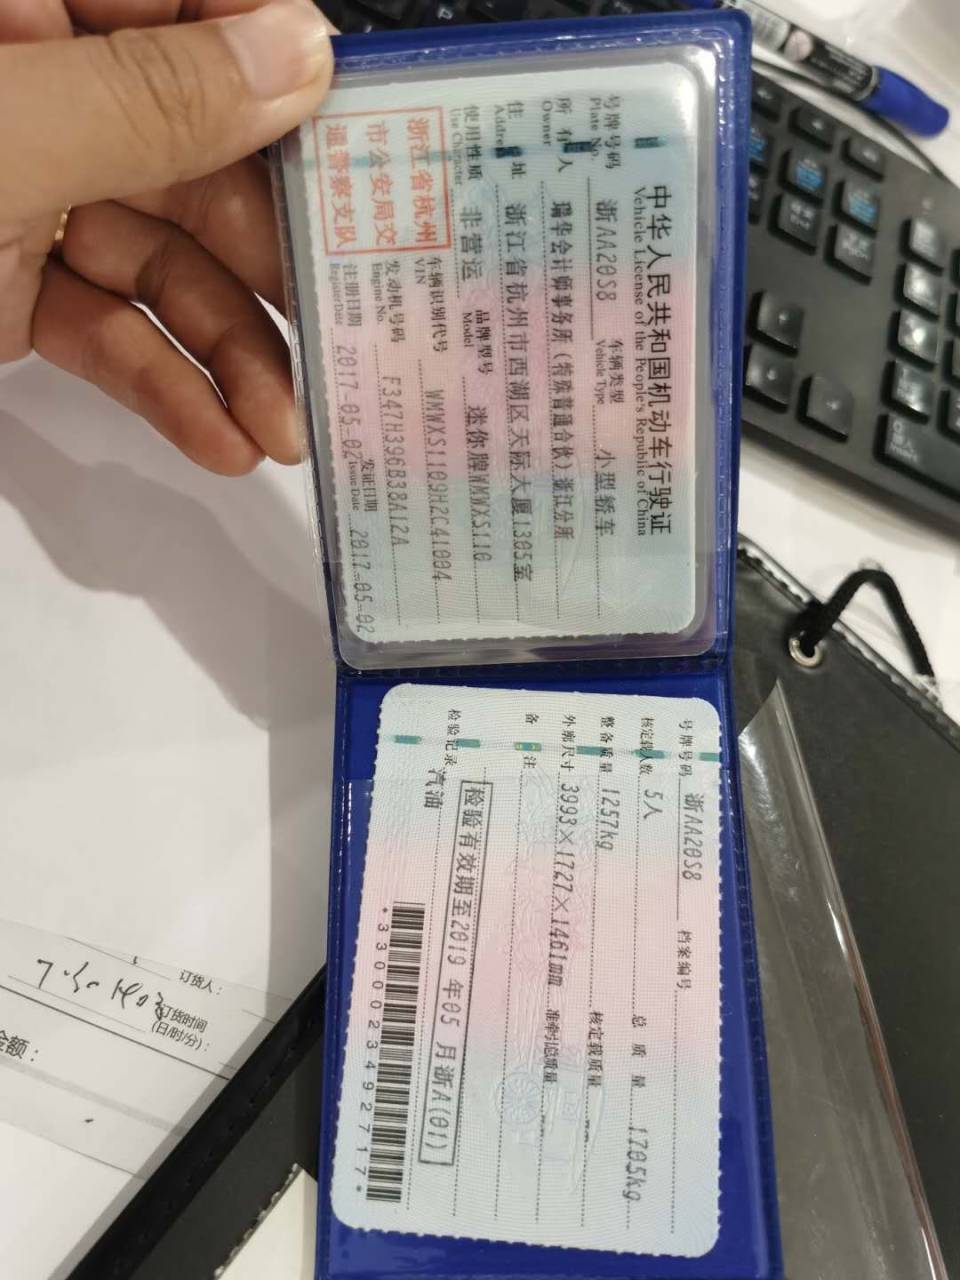 中华人民共和国机动车行驶证
Vehicle License of the People's Republic of China
号牌号码 浙AA20S8 车辆类型 小型轿车
Plate No. Vehicle Type
所有人 瑞华会计师事务所(特殊普通合伙)浙江分所
Owner
住址 浙江省杭州市西湖区天际大厦1305室
Address
使用性质 非营运 品牌型号 迷你牌WMWXS110
Use Character Model
浙江省杭州
市公安局交
通警察支队
车辆识别代号 WMWXS1109H2C41004
VIN
发动机号码 F347H396B38A12A
Engine No.
注册日期 2017-05-02 发证日期 2017-05-02
Register Date Issue Date
号牌号码 浙AA20S8 档案编号
核定载人数 5人 总质量 1705kg
整备质量 1257kg 核定载质量
外廓尺寸 3993×1727×1461mm 准牵引总质量
备注
检验有效期至2019年05月浙A(01)
检验记录
汽油
*3300023492717*
订货人:
订货时间
(日/时/分):
金额: